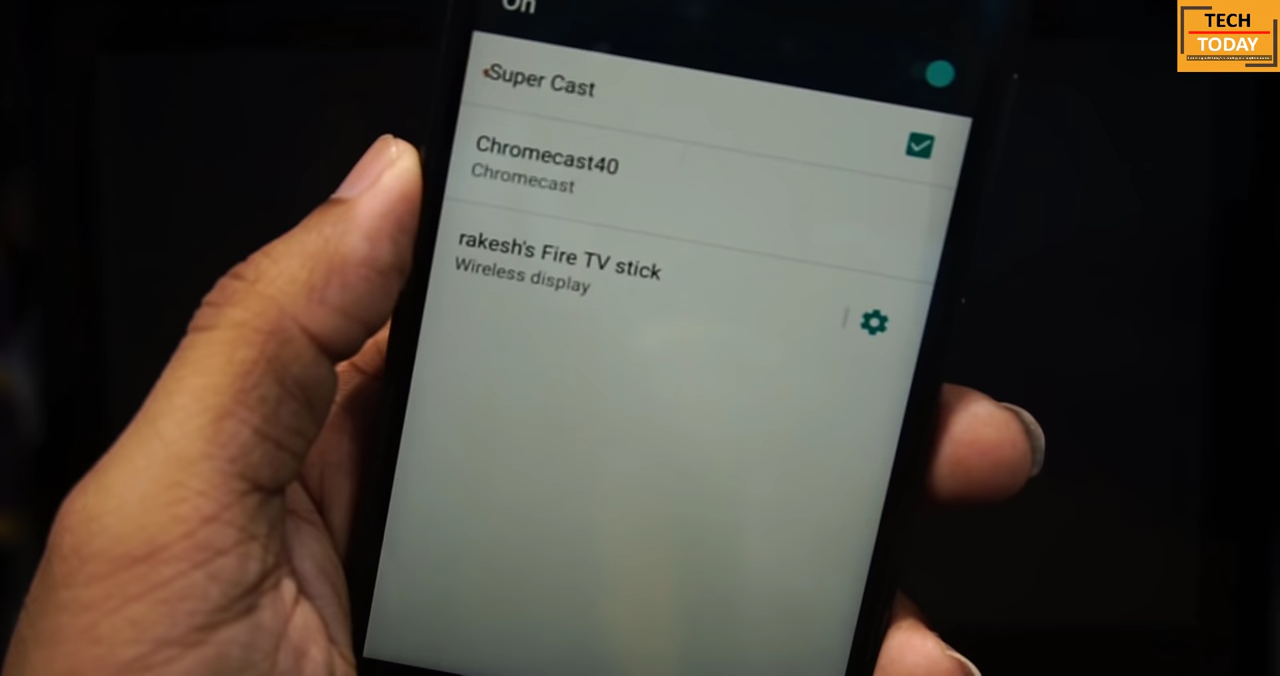 On
Super Cast
Chromecast40
Chromecast
rakesh's Fire TV stick
Wireless display
TECH
TODAY